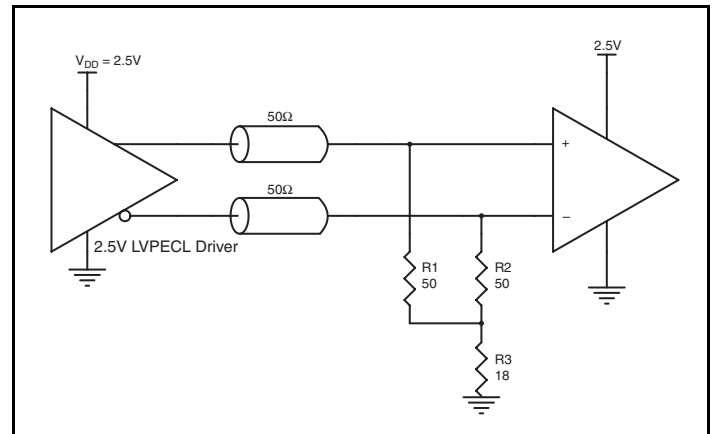 V_DD = 2.5V
2.5V
50Ω
+
50Ω
−
2.5V LVPECL Driver
R1
50
R2
50
R3
18